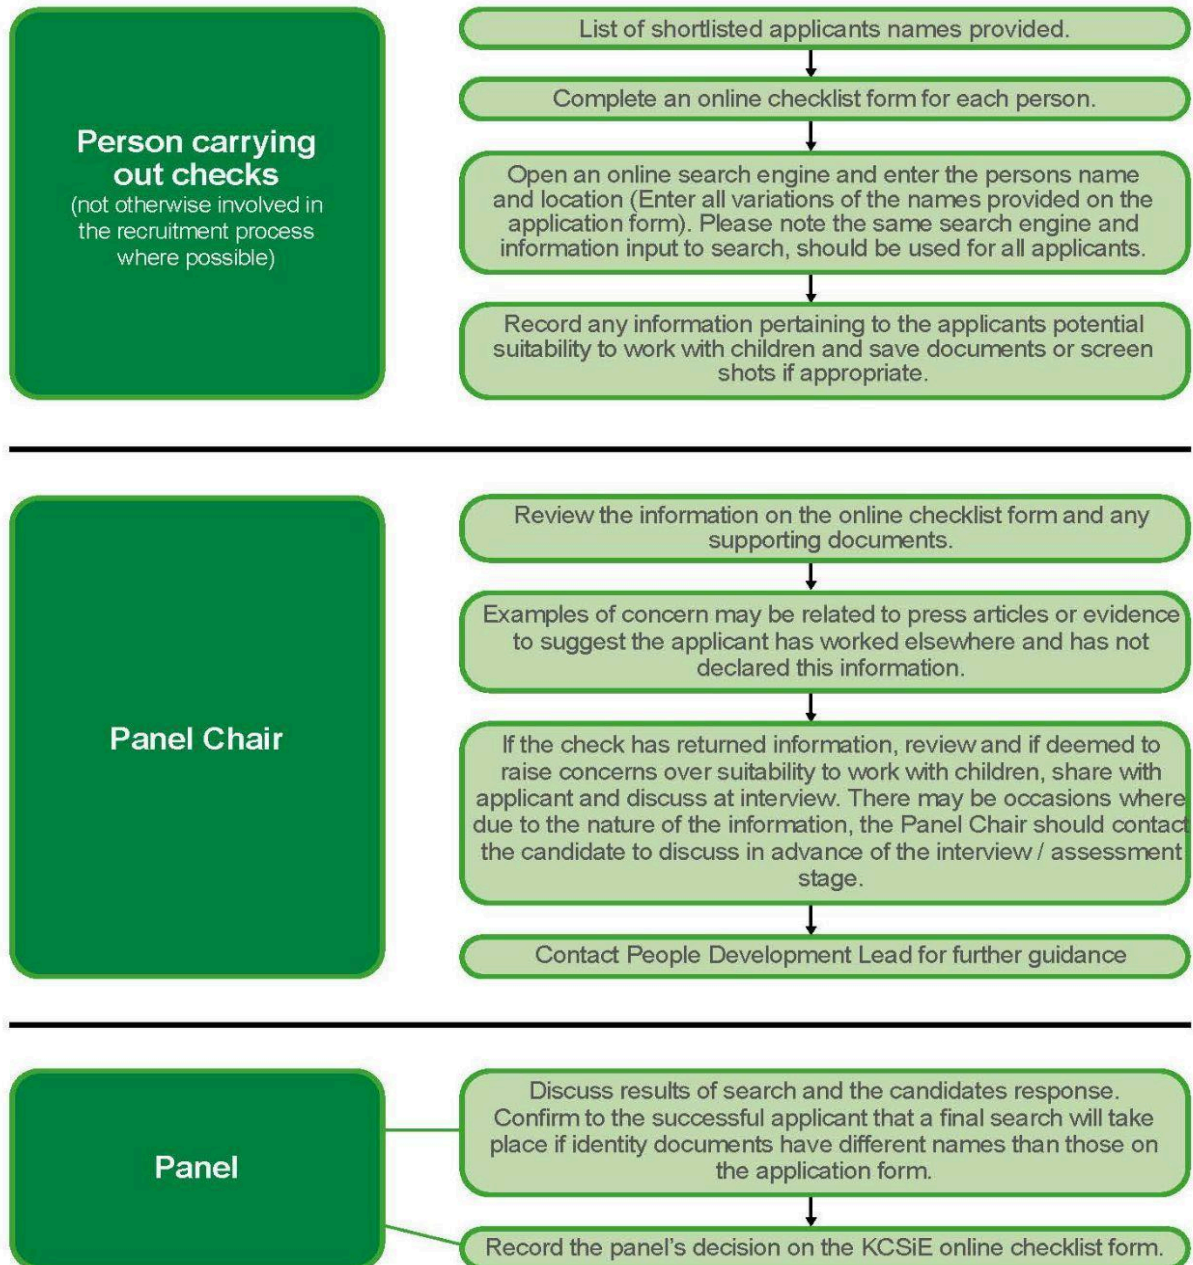 Person carrying
out checks
(not otherwise involved in
the recruitment process
where possible)
List of shortlisted applicants names provided.
Complete an online checklist form for each person.
Open an online search engine and enter the persons name
and location (Enter all variations of the names provided on the
application form). Please note the same search engine and
information input to search, should be used for all applicants.
Record any information pertaining to the applicants potential
suitability to work with children and save documents or screen
shots if appropriate.
Panel Chair
Review the information on the online checklist form and any
supporting documents.
Examples of concern may be related to press articles or evidence
to suggest the applicant has worked elsewhere and has not
declared this information.
If the check has returned information, review and if deemed to
raise concerns over suitability to work with children, share with
applicant and discuss at interview. There may be occasions where
due to the nature of the information, the Panel Chair should contact
the candidate to discuss in advance of the interview / assessment
stage.
Contact People Development Lead for further guidance
Panel
Discuss results of search and the candidates response.
Confirm to the successful applicant that a final search will take
place if identity documents have different names than those on
the application form.
Record the panel's decision on the KCSiE online checklist form.